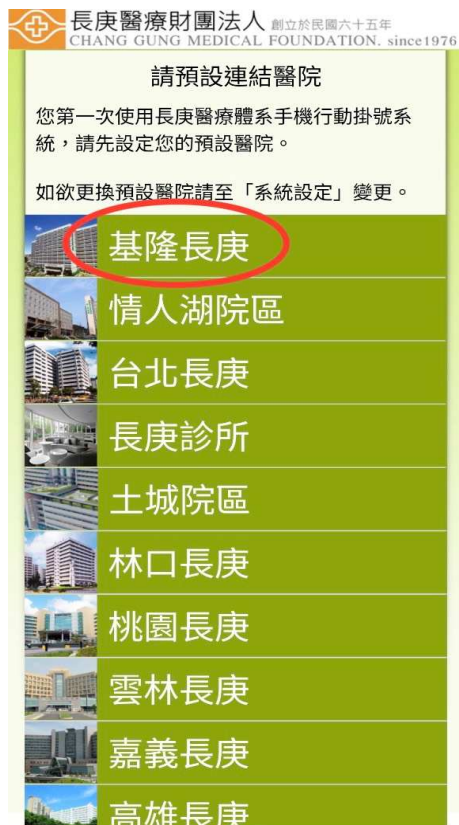 長庚醫療財團法人 創立於民國六十五年
CHANG GUNG MEDICAL FOUNDATION. since1976
請預設連結醫院
您第一次使用長庚醫療體系手機行動掛號系
統，請先設定您的預設醫院。
如欲更換預設醫院請至「系統設定」變更。
基隆長庚
情人湖院區
台北長庚
長庚診所
土城院區
林口長庚
桃園長庚
雲林長庚
嘉義長庚
高雄長庚